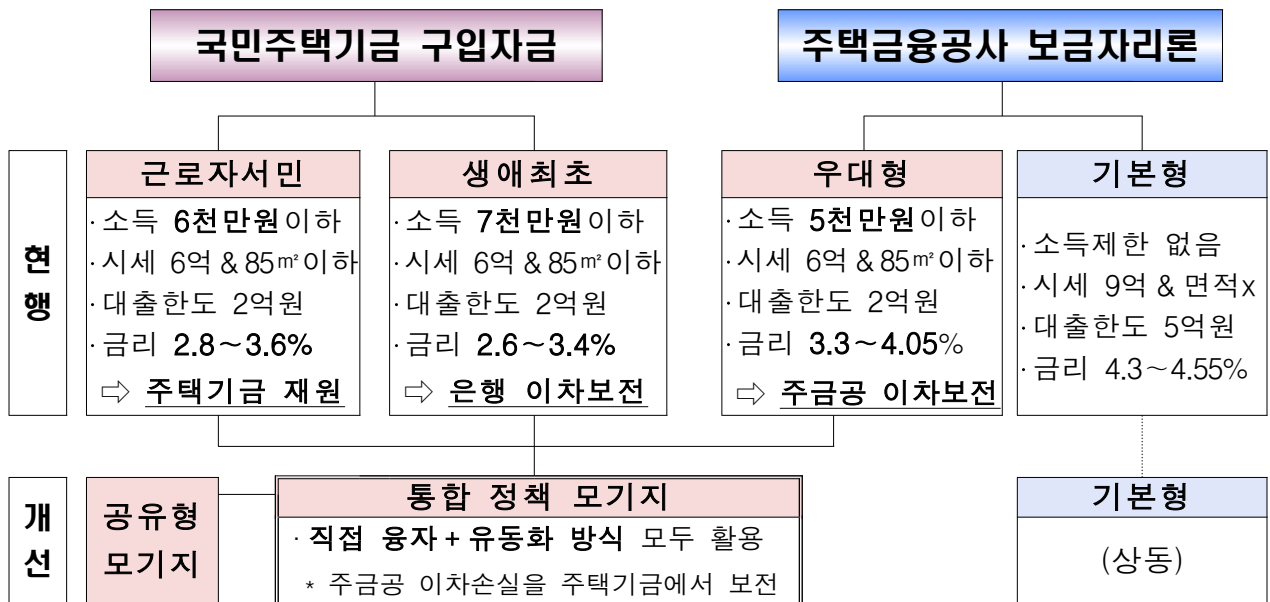 국민주택기금 구입자금
주택금융공사 보금자리론
현행
근로자서민
·소득 6천만원이하
·시세 6억&85㎡이하
·대출한도 2억원
·금리 2.8~3.6%
⇨ 주택기금 재원
생애최초
·소득 7천만원이하
·시세 6억&85㎡이하
·대출한도 2억원
·금리 2.6~3.4%
⇨ 은행 이차보전
우대형
·소득 5천만원이하
·시세 6억&85㎡이하
·대출한도 2억원
·금리 3.3~4.05%
⇨ 주금공 이차보전
기본형
·소득제한 없음
·시세 9억&면적x
·대출한도 5억원
·금리 4.3~4.55%
개선
공유형
모기지
통합 정책 모기지
·직접 융자+유동화 방식 모두 활용
* 주금공 이차손실을 주택기금에서 보전
기본형
(상동)